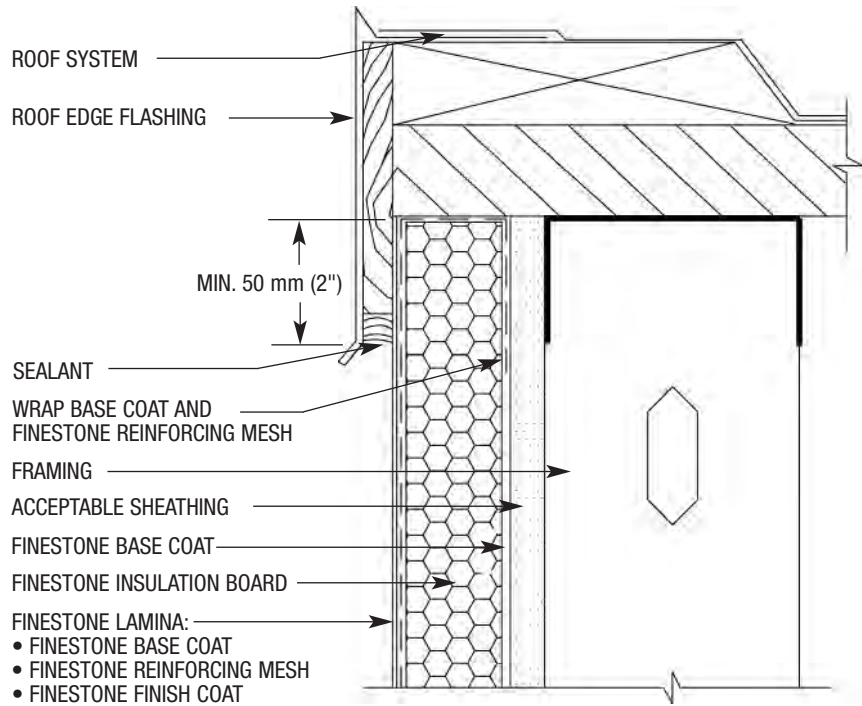 ROOF SYSTEM
ROOF EDGE FLASHING
MIN. 50 mm (2")
SEALANT
WRAP BASE COAT AND
FINESTONE REINFORCING MESH
FRAMING
ACCEPTABLE SHEATHING
FINESTONE BASE COAT
FINESTONE INSULATION BOARD
FINESTONE LAMINA:
• FINESTONE BASE COAT
• FINESTONE REINFORCING MESH
• FINESTONE FINISH COAT